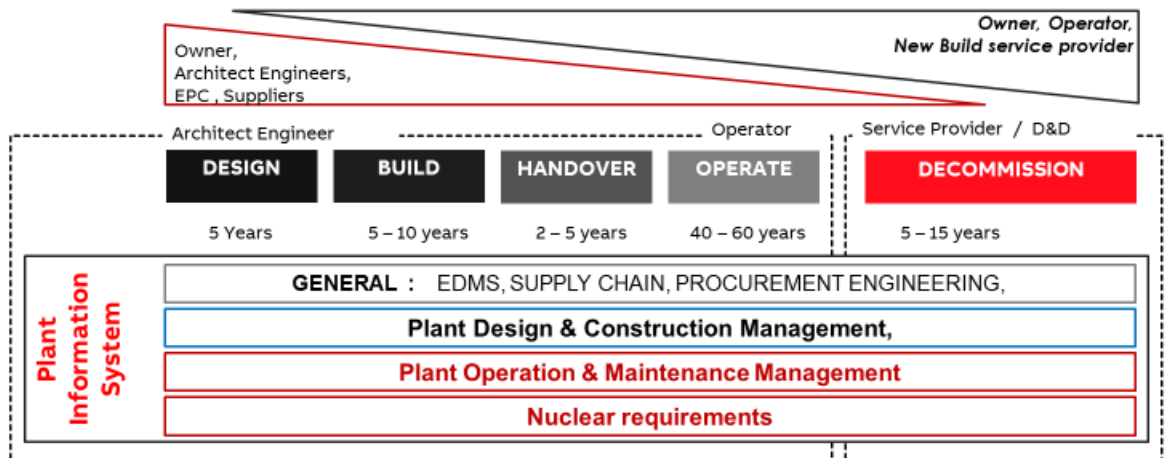 Owner, Operator,
New Build service provider
Owner,
Architect Engineers,
EPC , Suppliers
Architect Engineer
Operator
Service Provider / D&D
DESIGN
BUILD
HANDOVER
OPERATE
DECOMMISSION
5 Years
5 – 10 years
2 – 5 years
40 – 60 years
5 – 15 years
Plant
Information
System
GENERAL : EDMS, SUPPLY CHAIN, PROCUREMENT ENGINEERING,
Plant Design & Construction Management,
Plant Operation & Maintenance Management
Nuclear requirements